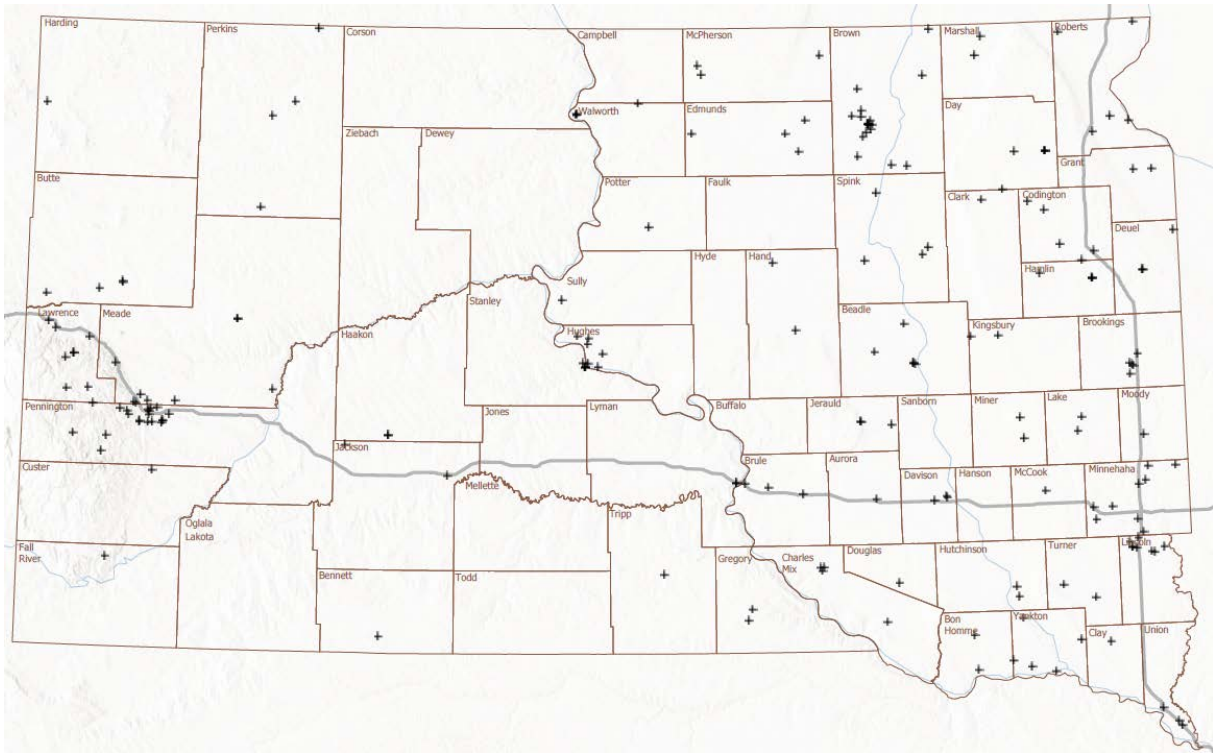 Harding
Perkins
Corson
Campbell
McPherson
Brown
Marshall
Roberts
Walworth
Edmunds
Day
Ziebach
Dewey
Grant
Butte
Potter
Faulk
Spink
Clark
Codington
Deuel
Hamlin
Sully
Hyde
Hand
Stanley
Lawrence
Meade
Haakon
Hughes
Beadle
Kingsbury
Brookings
Pennington
Jones
Lyman
Buffalo
Jerauld
Sanborn
Miner
Lake
Moody
Jackson
Custer
Mellette
Brule
Aurora
Davison
Hanson
McCook
Minnehaha
Oglala
Lakota
Tripp
Fall
River
Bennett
Todd
Gregory
Charles
Mix
Douglas
Hutchinson
Turner
Lincoln
Bon
Homme
Yankton
Clay
Union